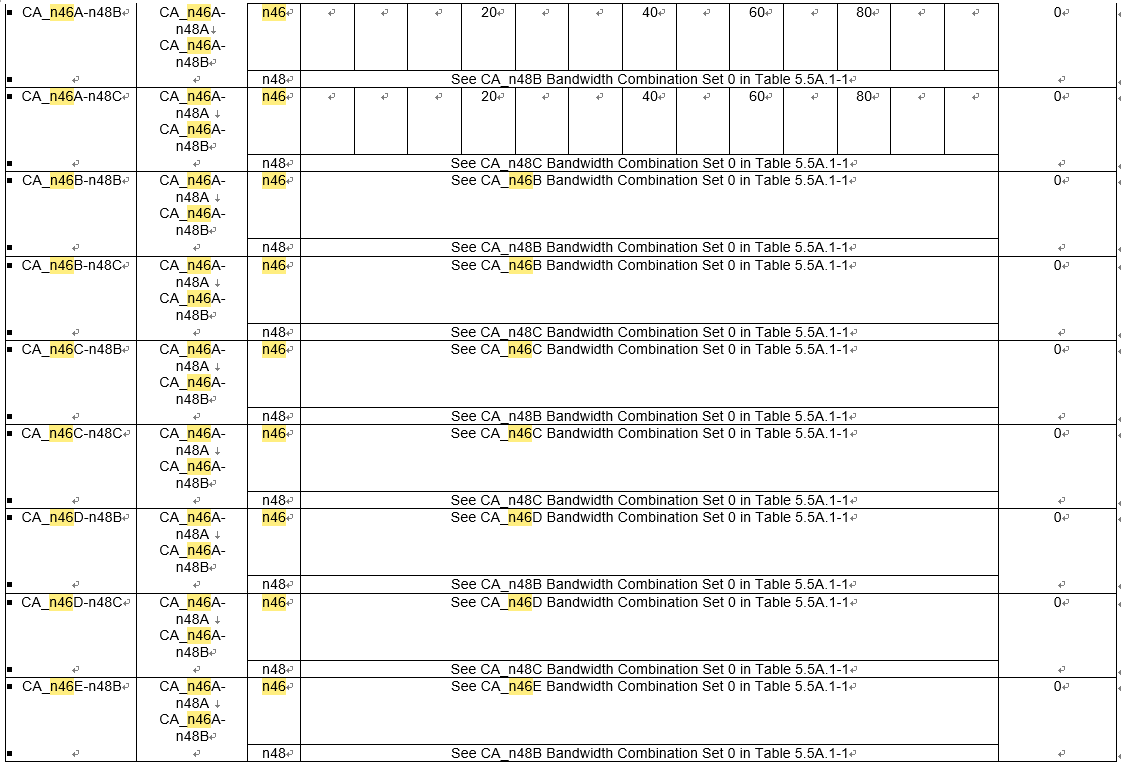 CA_n46A-n48B CA_n46A- n46 20 40 60 80 0
n48A
CA_n46A-
n48B
n48 See CA_n48B Bandwidth Combination Set 0 in Table 5.5A.1-1
CA_n46A-n48C CA_n46A- n46 20 40 60 80 0
n48A
CA_n46A-
n48B
n48 See CA_n48C Bandwidth Combination Set 0 in Table 5.5A.1-1
CA_n46B-n48B CA_n46A- n46 See CA_n46B Bandwidth Combination Set 0 in Table 5.5A.1-1 0
n48A
CA_n46A-
n48B
n48 See CA_n48B Bandwidth Combination Set 0 in Table 5.5A.1-1
CA_n46B-n48C CA_n46A- n46 See CA_n46B Bandwidth Combination Set 0 in Table 5.5A.1-1 0
n48A
CA_n46A-
n48B
n48 See CA_n48C Bandwidth Combination Set 0 in Table 5.5A.1-1
CA_n46C-n48B CA_n46A- n46 See CA_n46C Bandwidth Combination Set 0 in Table 5.5A.1-1 0
n48A
CA_n46A-
n48B
n48 See CA_n48B Bandwidth Combination Set 0 in Table 5.5A.1-1
CA_n46C-n48C CA_n46A- n46 See CA_n46C Bandwidth Combination Set 0 in Table 5.5A.1-1 0
n48A
CA_n46A-
n48B
n48 See CA_n48C Bandwidth Combination Set 0 in Table 5.5A.1-1
CA_n46D-n48B CA_n46A- n46 See CA_n46D Bandwidth Combination Set 0 in Table 5.5A.1-1 0
n48A
CA_n46A-
n48B
n48 See CA_n48B Bandwidth Combination Set 0 in Table 5.5A.1-1
CA_n46D-n48C CA_n46A- n46 See CA_n46D Bandwidth Combination Set 0 in Table 5.5A.1-1 0
n48A
CA_n46A-
n48B
n48 See CA_n48C Bandwidth Combination Set 0 in Table 5.5A.1-1
CA_n46E-n48B CA_n46A- n46 See CA_n46E Bandwidth Combination Set 0 in Table 5.5A.1-1 0
n48A
CA_n46A-
n48B
n48 See CA_n48B Bandwidth Combination Set 0 in Table 5.5A.1-1